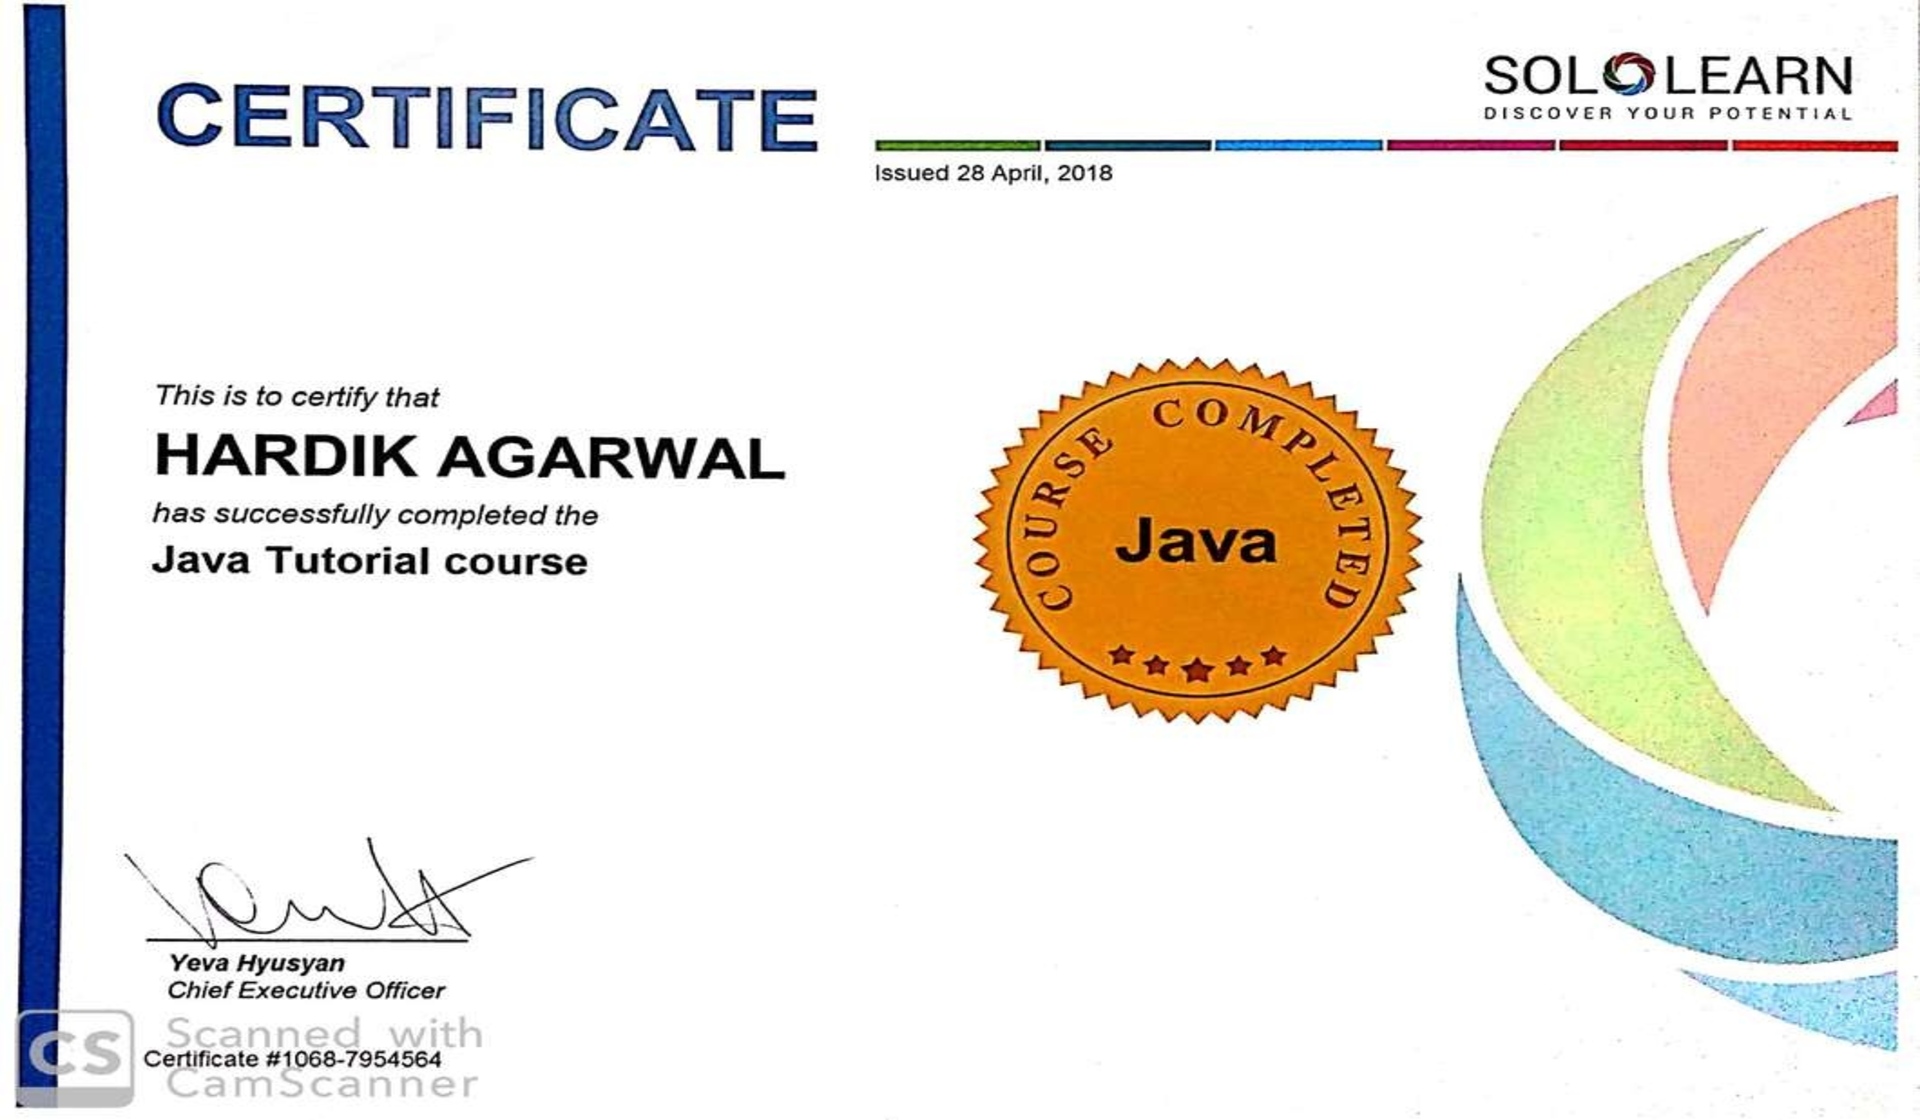 CERTIFICATE
SOLOLEARN
DISCOVER YOUR POTENTIAL
Issued 28 April, 2018
This is to certify that
HARDIK AGARWAL
has successfully completed the
Java Tutorial course
COURSE COMPLETED
Java
Yeva Hyusyan
Chief Executive Officer
Scanned with
Certificate #1068-7954564
CS
CamScanner